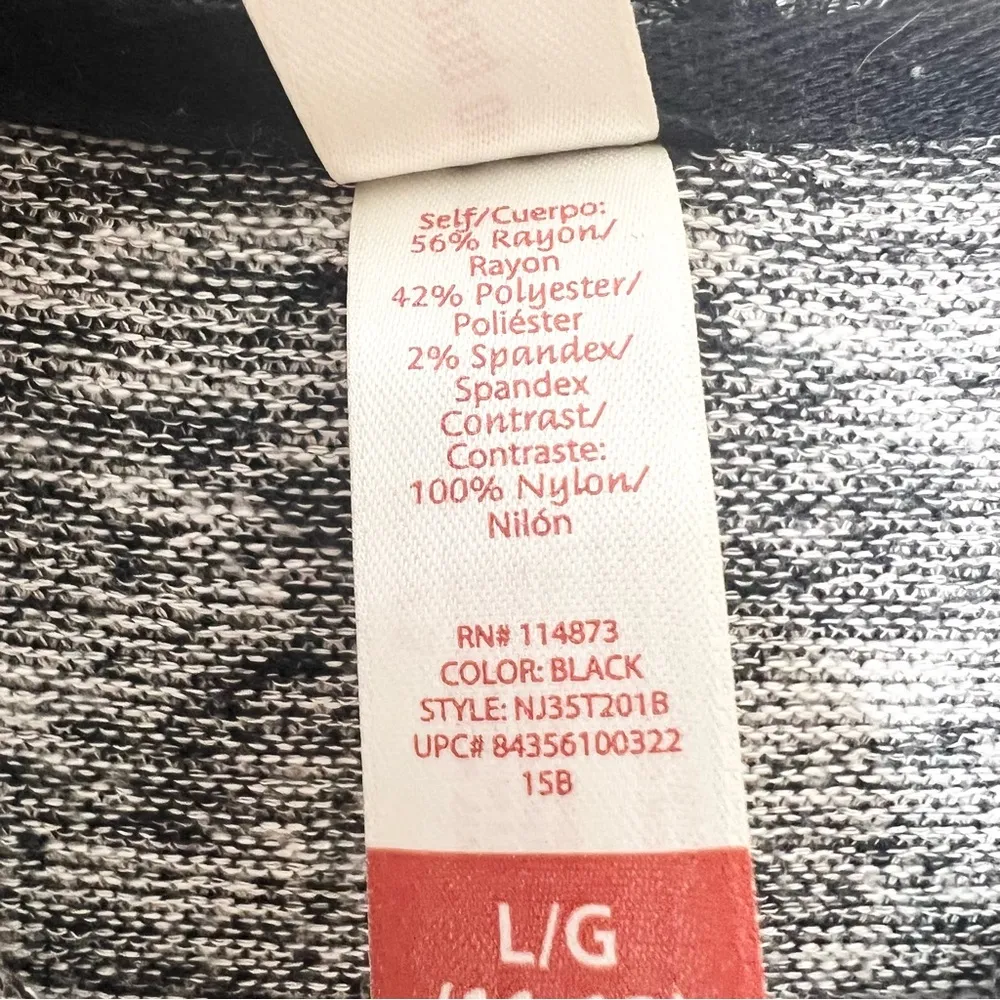 Self/Cuerpo:
56% Rayon/
Rayon
42% Polyester/
Poliéster
2% Spandex/
Spandex
Contrast/
Contraste:
100% Nylon/
Nilón
RN# 114873
COLOR: BLACK
STYLE: NJ35T201B
UPC# 84356100322
15B
L/G